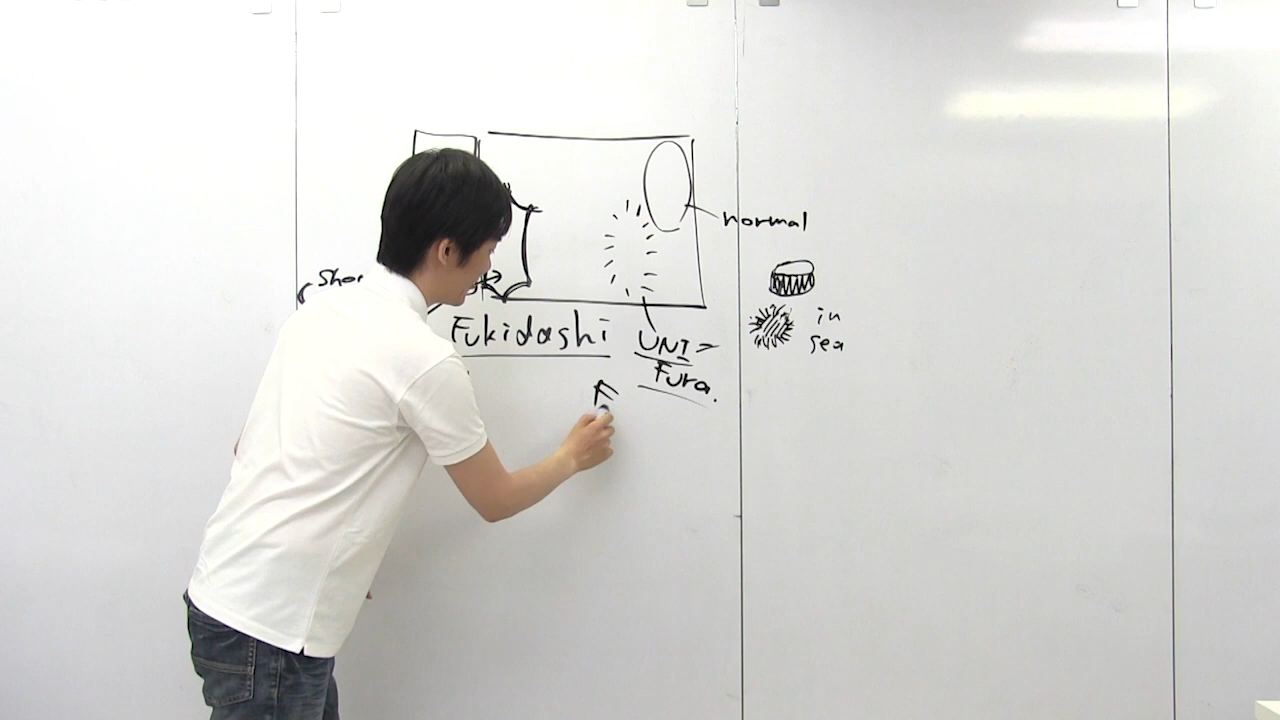 normal
Fukidashi
UNI =
Fura.
F
in
sea